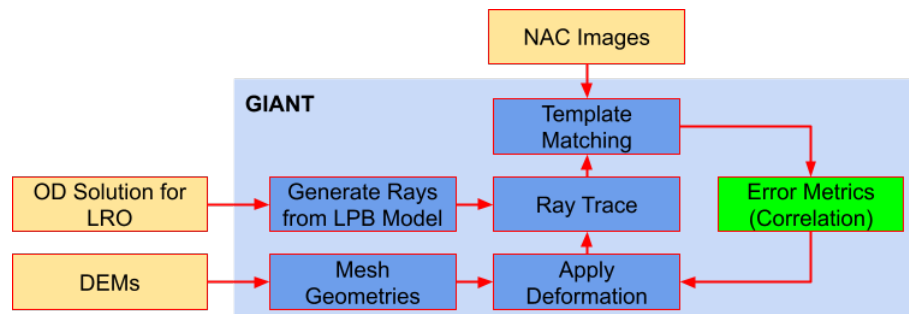 NAC Images
GIANT
Template
Matching
OD Solution for
LRO
Generate Rays
from LPB Model
Ray Trace
Error Metrics
(Correlation)
DEMs
Mesh
Geometries
Apply
Deformation